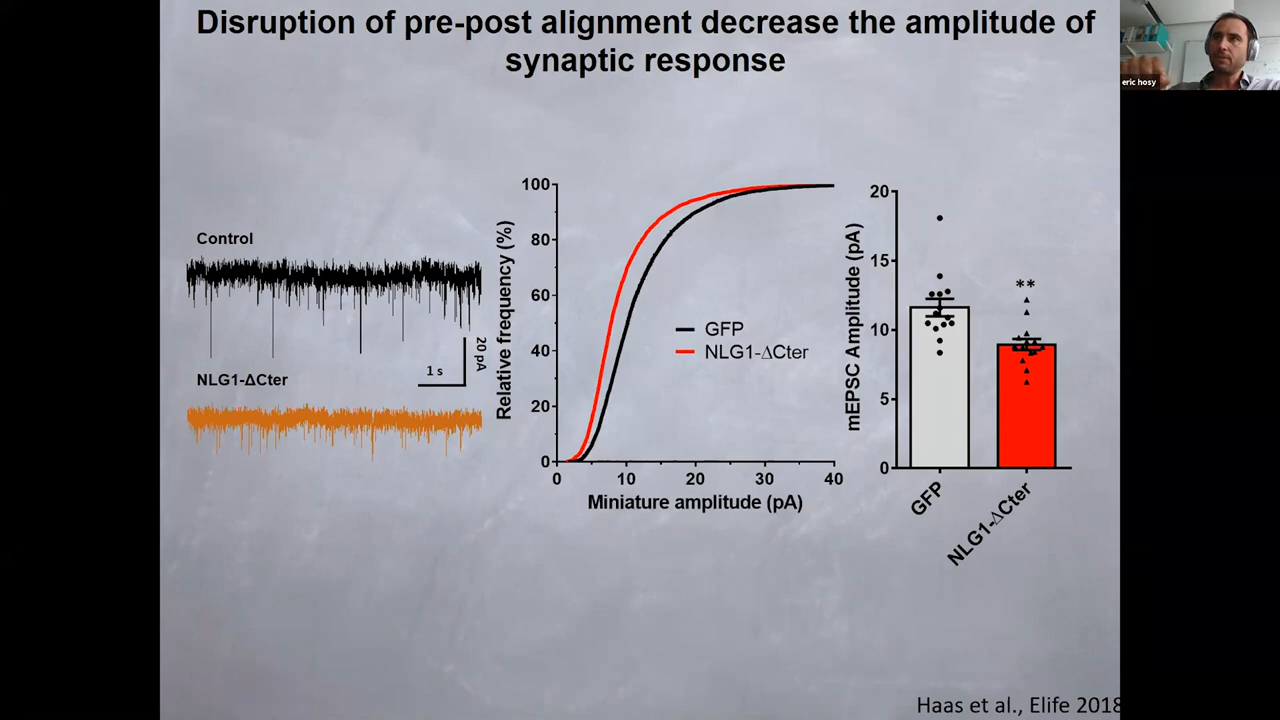 Disruption of pre-post alignment decrease the amplitude of
synaptic response
eric hosy
Control
20 pA
1 s
NLG1-ΔCter
Relative frequency (%)
100
80
60
40
20
0
0 10 20 30 40
Miniature amplitude (pA)
GFP
NLG1-ΔCter
mEPSC Amplitude (pA)
20
15
10
5
0
**
GFP
NLG1-ΔCter
Haas et al., Elife 2018